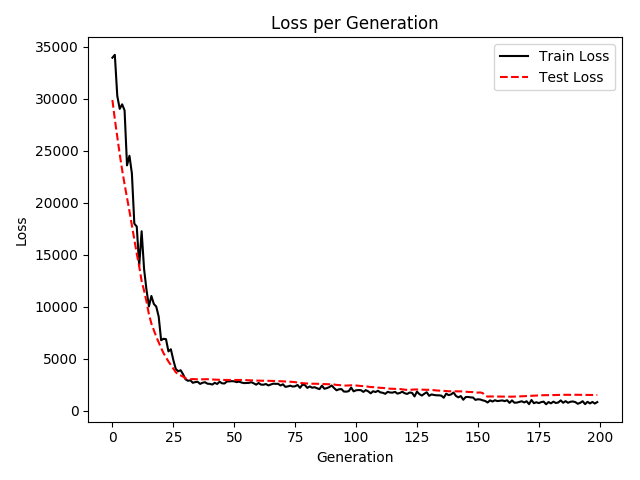 Loss per Generation
Train Loss
Test Loss
35000
30000
25000
20000
15000
10000
5000
0
Loss
0 25 50 75 100 125 150 175 200
Generation